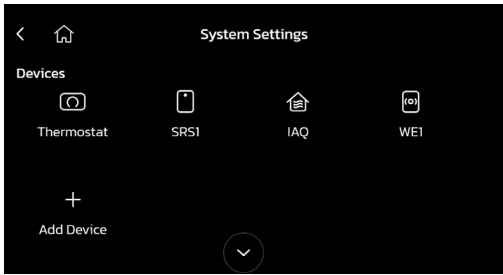 System Settings
Devices
Thermostat SRS1 IAQ WE1
Add Device